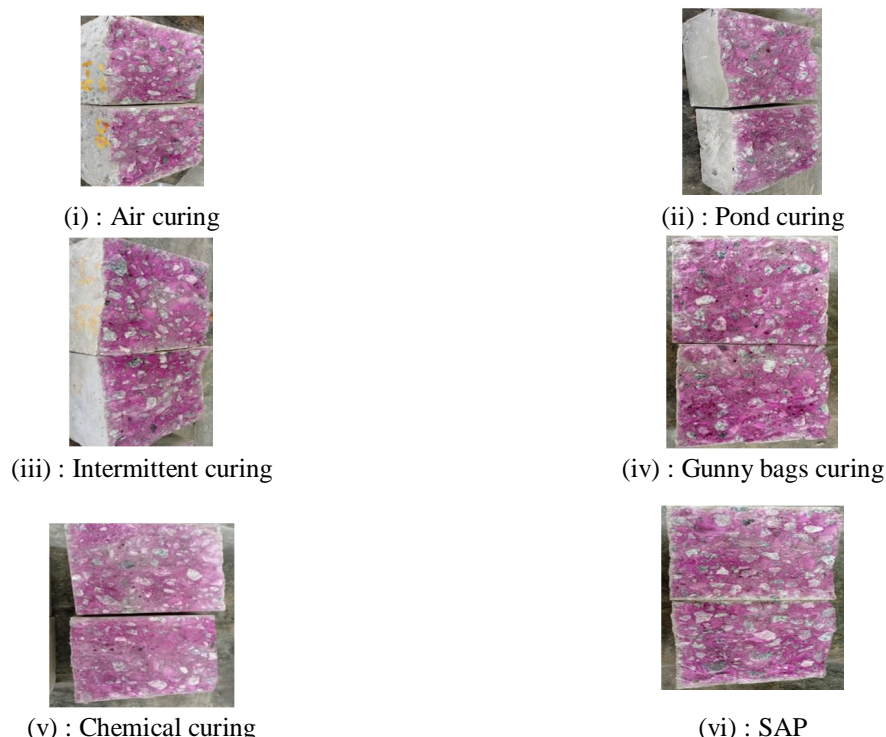 (i) : Air curing
(ii) : Pond curing
(iii) : Intermittent curing
(iv) : Gunny bags curing
(v) : Chemical curing
(vi) : SAP